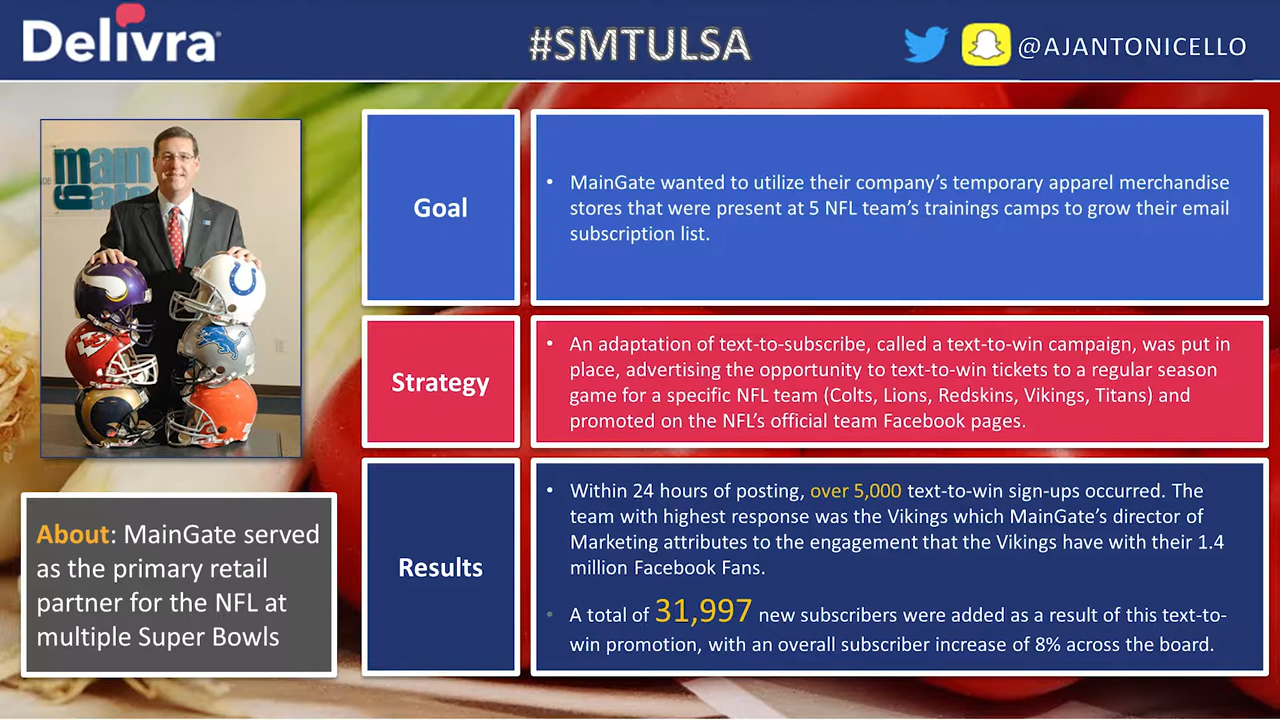 Delivra
#SMTULSA
@AJANTONICELLO
main
gate
Goal
• MainGate wanted to utilize their company's temporary apparel merchandise
stores that were present at 5 NFL team's trainings camps to grow their email
subscription list.
Strategy
• An adaptation of text-to-subscribe, called a text-to-win campaign, was put in
place, advertising the opportunity to text-to-win tickets to a regular season
game for a specific NFL team (Colts, Lions, Redskins, Vikings, Titans) and
promoted on the NFL's official team Facebook pages.
Results
• Within 24 hours of posting, over 5,000 text-to-win sign-ups occurred. The
team with highest response was the Vikings which MainGate's director of
Marketing attributes to the engagement that the Vikings have with their 1.4
million Facebook Fans.
• A total of 31,997 new subscribers were added as a result of this text-to-
win promotion, with an overall subscriber increase of 8% across the board.
About: MainGate served
as the primary retail
partner for the NFL at
multiple Super Bowls